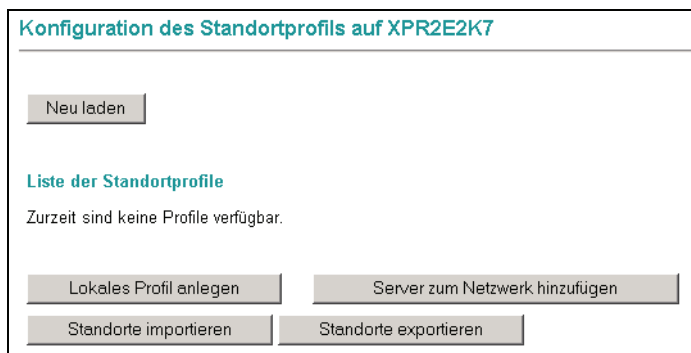 Konfiguration des Standortprofils auf XPR2E2K7
Neu laden
Liste der Standortprofile
Zurzeit sind keine Profile verfügbar.
Lokales Profil anlegen Server zum Netzwerk hinzufügen
Standorte importieren Standorte exportieren